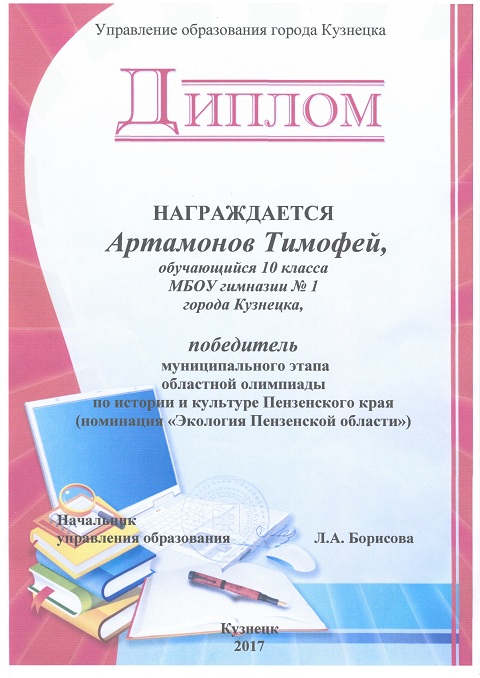 Управление образования города Кузнецка
Диплом
НАГРАЖДАЕТСЯ
Артамонов Тимофей,
обучающийся 10 класса
МБОУ гимназии № 1
города Кузнецка,
победитель
муниципального этапа
областной олимпиады
по истории и культуре Пензенского края
(номинация «Экология Пензенской области»)
Начальник
управления образования Л.А. Борисова
Кузнецк
2017